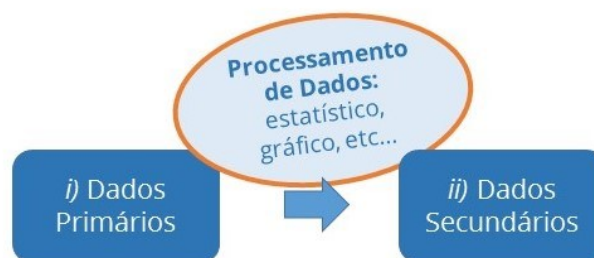 Processamento
de Dados:
estatístico,
gráfico, etc...
i) Dados
Primários
ii) Dados
Secundários